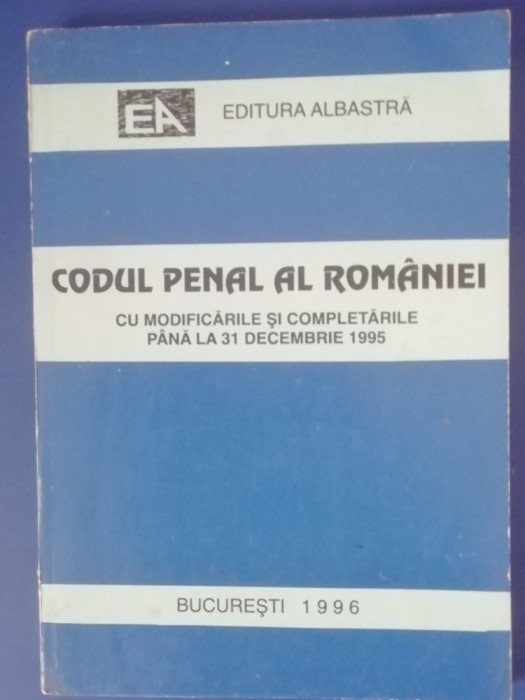 EA EDITURA ALBASTRĂ
CODUL PENAL AL ROMÂNIEI
CU MODIFICĂRILE ŞI COMPLETĂRILE
PÂNĂ LA 31 DECEMBRIE 1995
BUCUREŞTI 1996